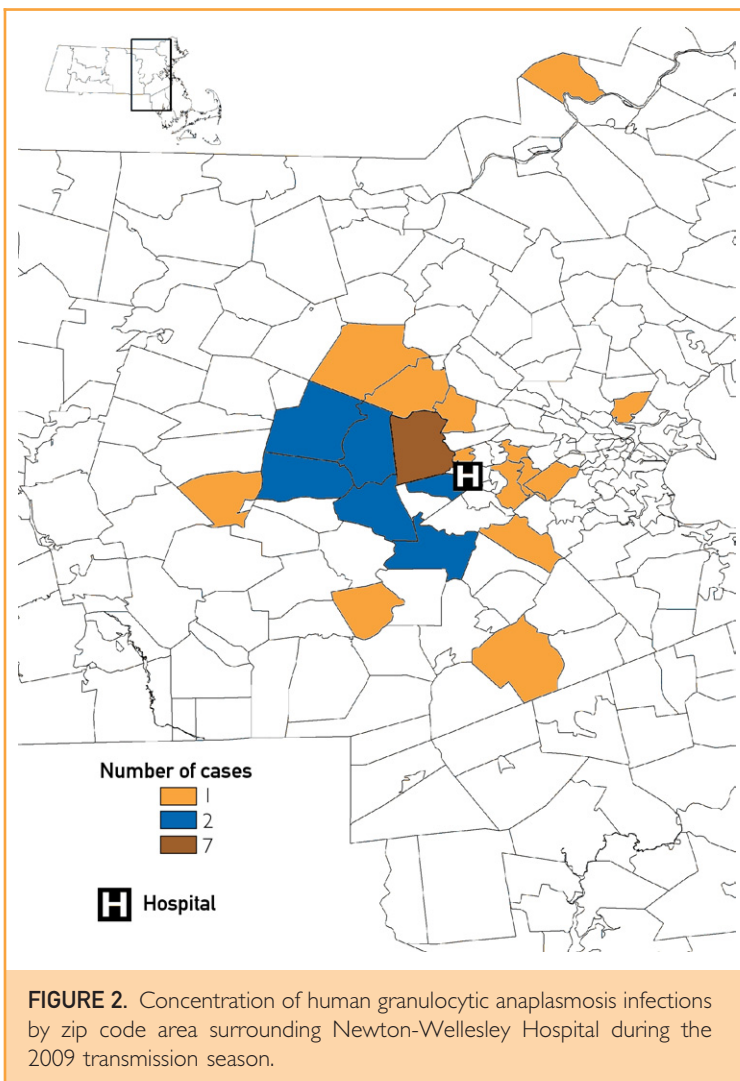 Number of cases
1
2
7
H Hospital
H
FIGURE 2. Concentration of human granulocytic anaplasmosis infections
by zip code area surrounding Newton-Wellesley Hospital during the
2009 transmission season.